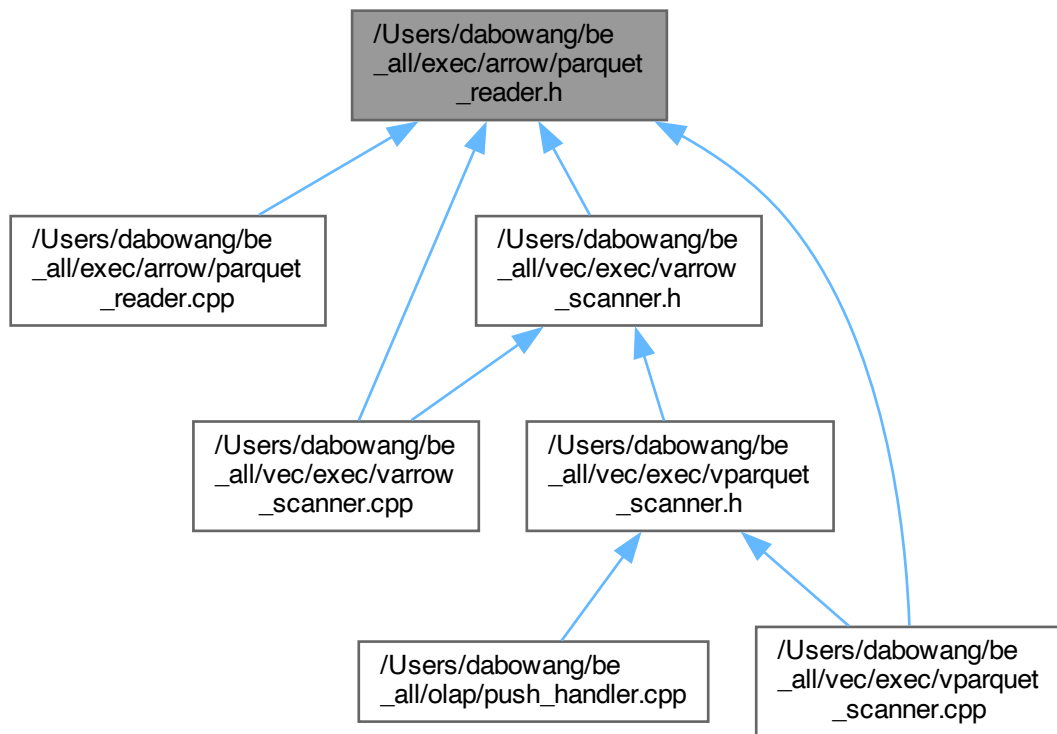 /Users/dabowang/be
_all/exec/arrow/parquet
_reader.h
/Users/dabowang/be
_all/exec/arrow/parquet
_reader.cpp
/Users/dabowang/be
_all/vec/exec/varrow
_scanner.h
/Users/dabowang/be
_all/vec/exec/varrow
_scanner.cpp
/Users/dabowang/be
_all/vec/exec/vparquet
_scanner.h
/Users/dabowang/be
_all/olap/push_handler.cpp
/Users/dabowang/be
_all/vec/exec/vparquet
_scanner.cpp